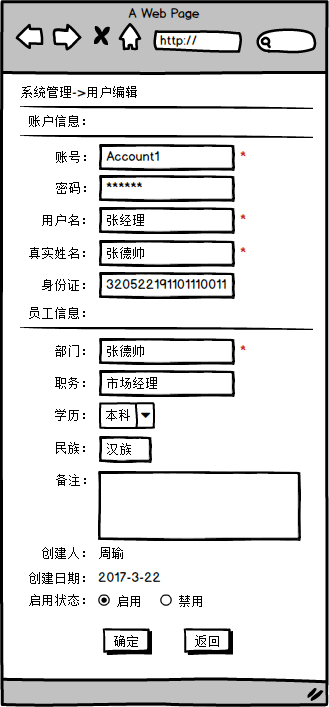 A Web Page
http://
系统管理->用户编辑
账户信息:
账号: Account1 *
密码: ******
用户名: 张经理 *
真实姓名: 张德帅 *
身份证: 320522191101110011
员工信息:
部门: 张德帅 *
职务: 市场经理
学历: 本科
民族: 汉族
备注:
创建人: 周瑜
创建日期: 2017-3-22
启用状态: 启用 禁用
确定 返回